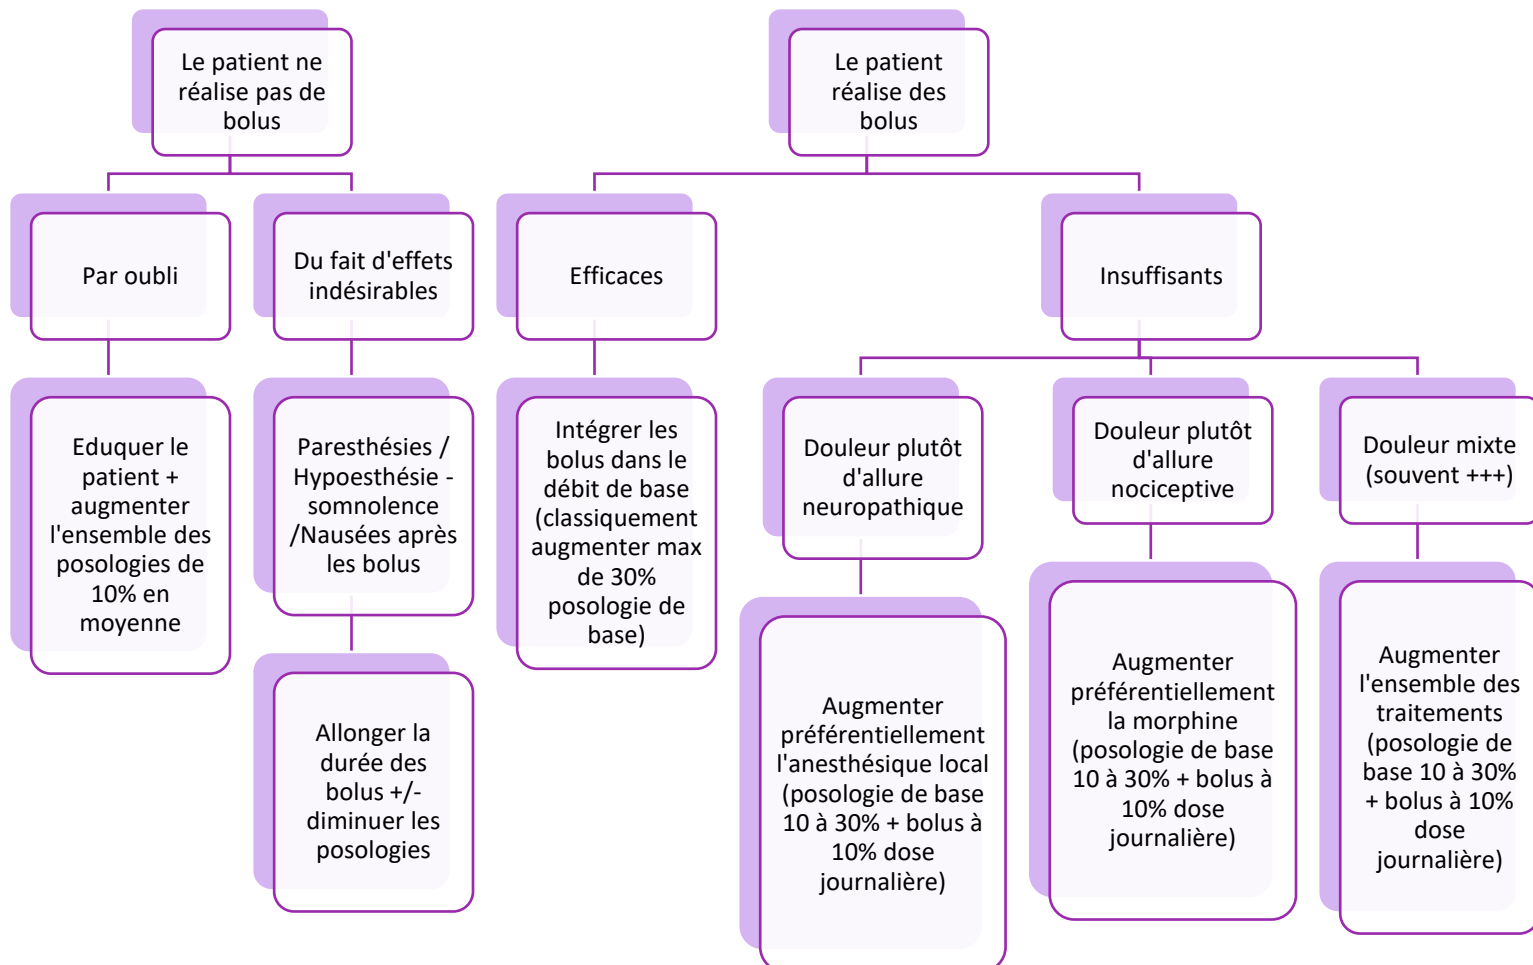 Le patient ne
réalise pas de
bolus
Le patient
réalise des
bolus
Par oubli
Du fait d'effets
indésirables
Efficaces
Insuffisants
Eduquer le
patient +
augmenter
l'ensemble des
posologies de
10% en
moyenne
Paresthésies /
Hypoesthésie -
somnolence
/Nausées après
les bolus
Intégrer les
bolus dans le
débit de base
(classiquement
augmenter max
de 30%
posologie de
base)
Douleur plutôt
d'allure
neuropathique
Douleur plutôt
d'allure
nociceptive
Douleur mixte
(souvent +++)
Allonger la
durée des
bolus +/-
diminuer les
posologies
Augmenter
préférentiellement
l'anesthésique local
(posologie de base
10 à 30% + bolus à
10% dose
journalière)
Augmenter
préférentiellement
la morphine
(posologie de base
10 à 30% + bolus à
10% dose
journalière)
Augmenter
l'ensemble des
traitements
(posologie de
base 10 à 30%
+ bolus à 10%
dose
journalière)